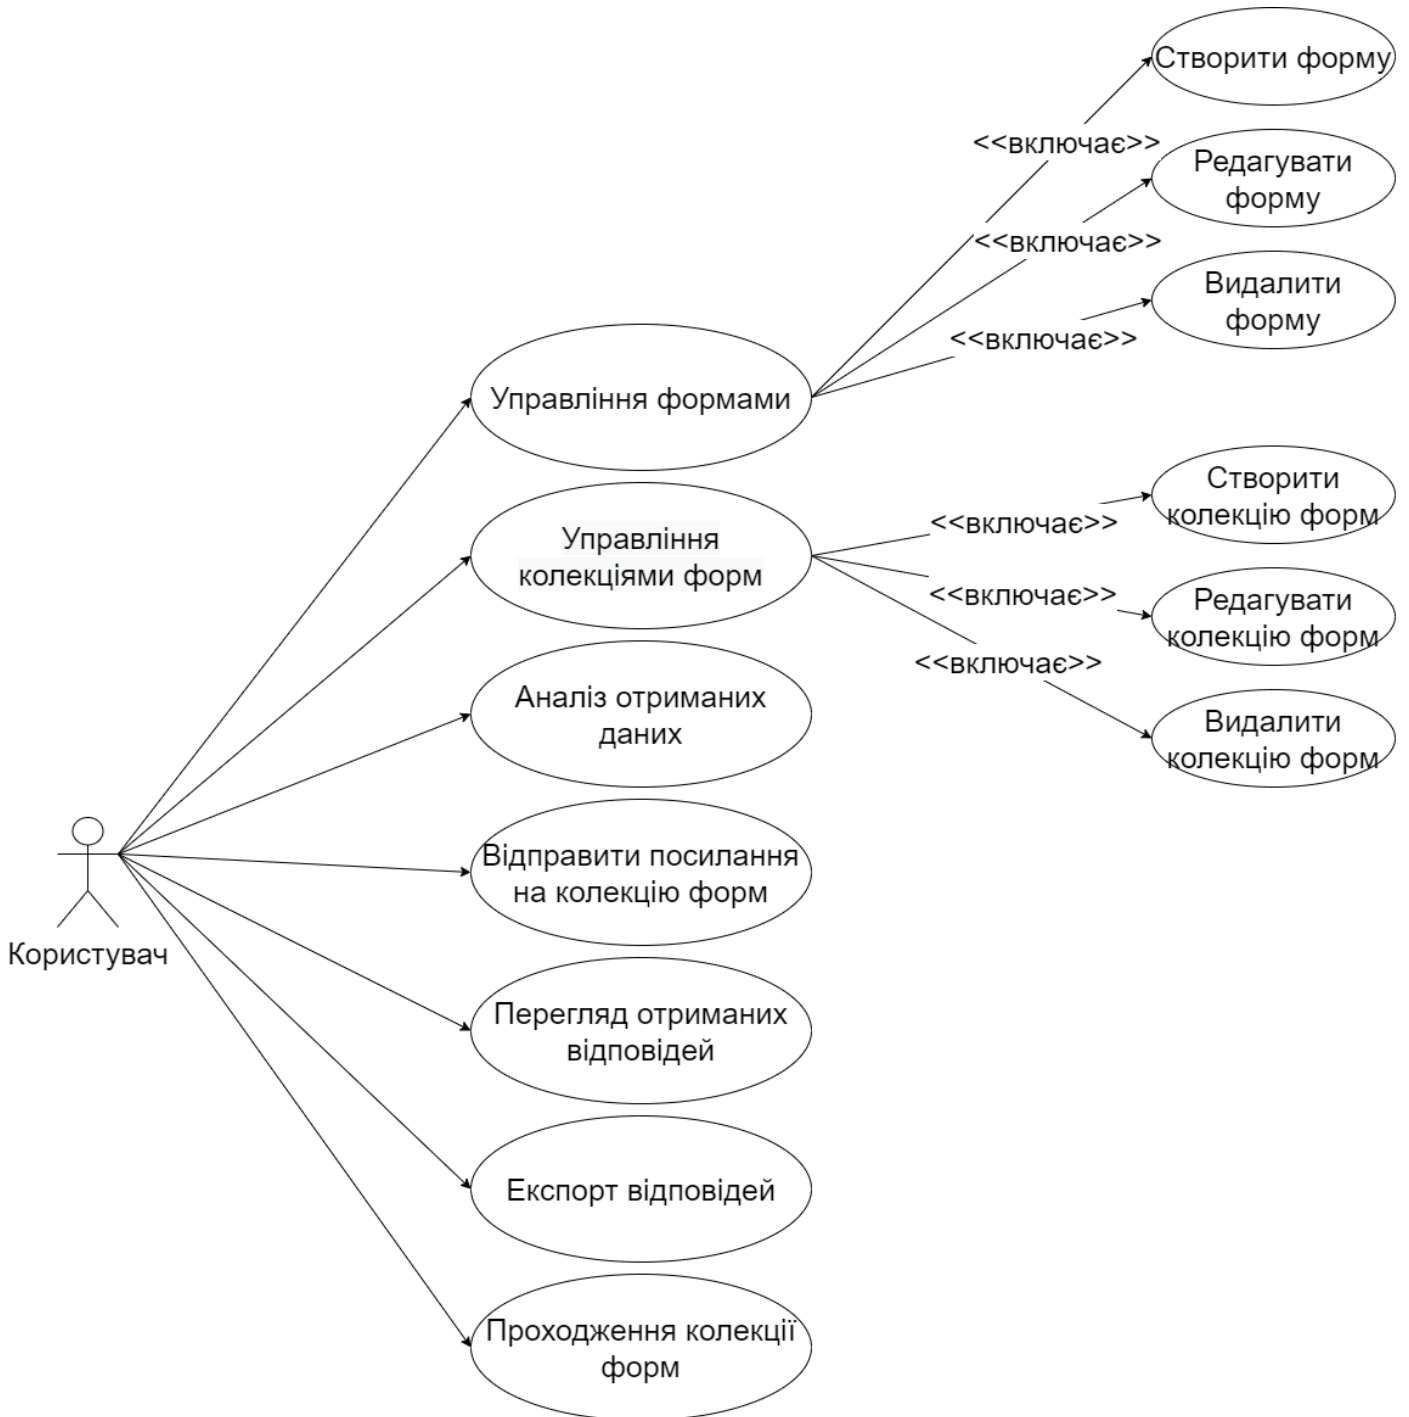 Створити форму
<<включає>>
Редагувати
форму
<<включає>>
Видалити
форму
<<включає>>
Управління формами
Створити
колекцію форм
<<включає>>
Управління
колекціями форм
<<включає>>
Редагувати
колекцію форм
<<включає>>
Видалити
колекцію форм
Аналіз отриманих
даних
Відправити посилання
на колекцію форм
Користувач
Перегляд отриманих
відповідей
Експорт відповідей
Проходження колекції
форм